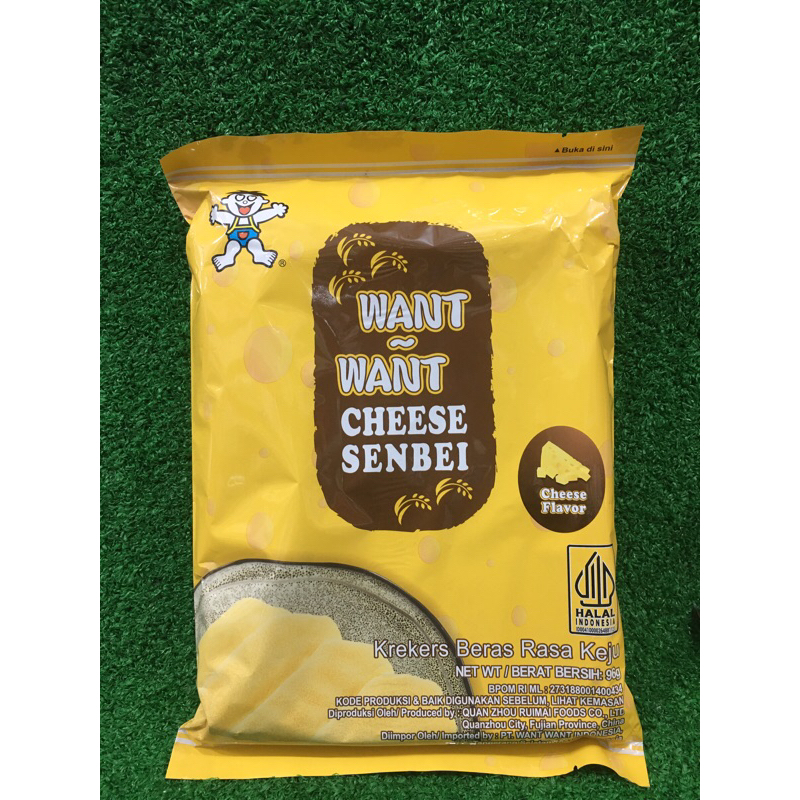 ▲Buka di sini
®
WANT
~
WANT
CHEESE
SENBEI
Cheese
Flavor
HALAL
INDONESIA
Krekers Beras Rasa Keju
NET WT / BERAT BERSIH: 96g
BPOM RI ML : 273188001400434
KODE PRODUKSI & BAIK DIGUNAKAN SEBELUM, LIHAT KEMASAN
Diproduksi Oleh/ Produced by : QUAN ZHOU RUIMAI FOODS CO., LTD
Quanzhou City, Fujian Province, China
Diimpor Oleh/ Imported by : PT. WANT WANT INDONESIA,